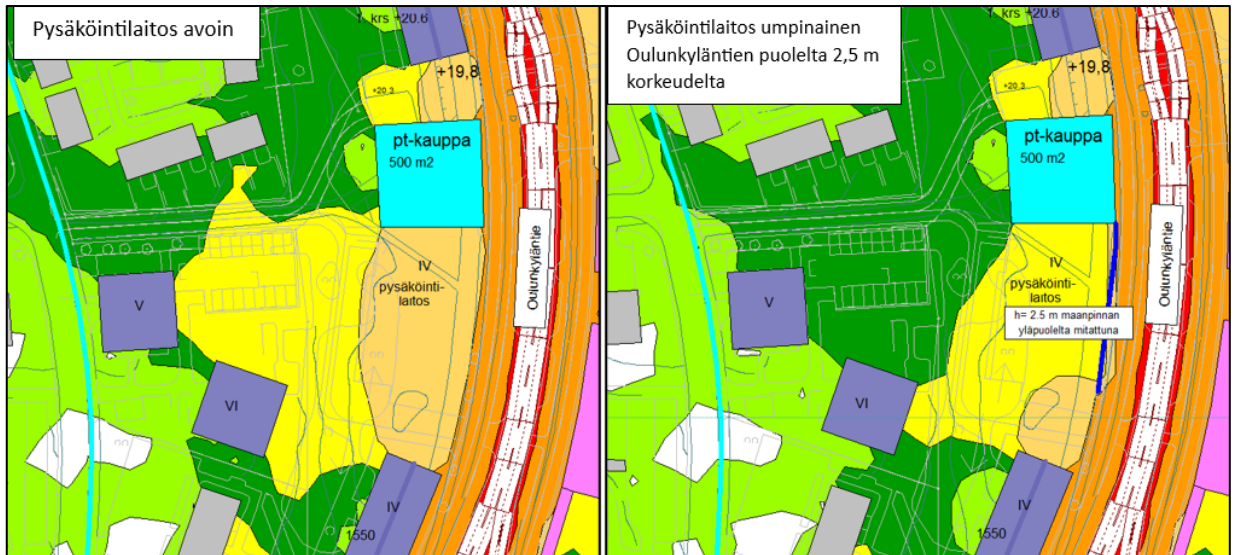 Pysäköintilaitos avoin
1. krs +20.6
+19,8
+20.3
pt-kauppa
500 m2
IV
pysäköinti-
laitos
Oulunkyläntie
V
VI
IV
1550
Pysäköintilaitos umpinainen
Oulunkyläntien puolelta 2,5 m
korkeudelta
1. krs +20.6
+19,8
+20.3
pt-kauppa
500 m2
IV
pysäköinti-
laitos
h= 2.5 m maanpinnan
yläpuolelta mitattuna
Oulunkyläntie
V
VI
IV
1550